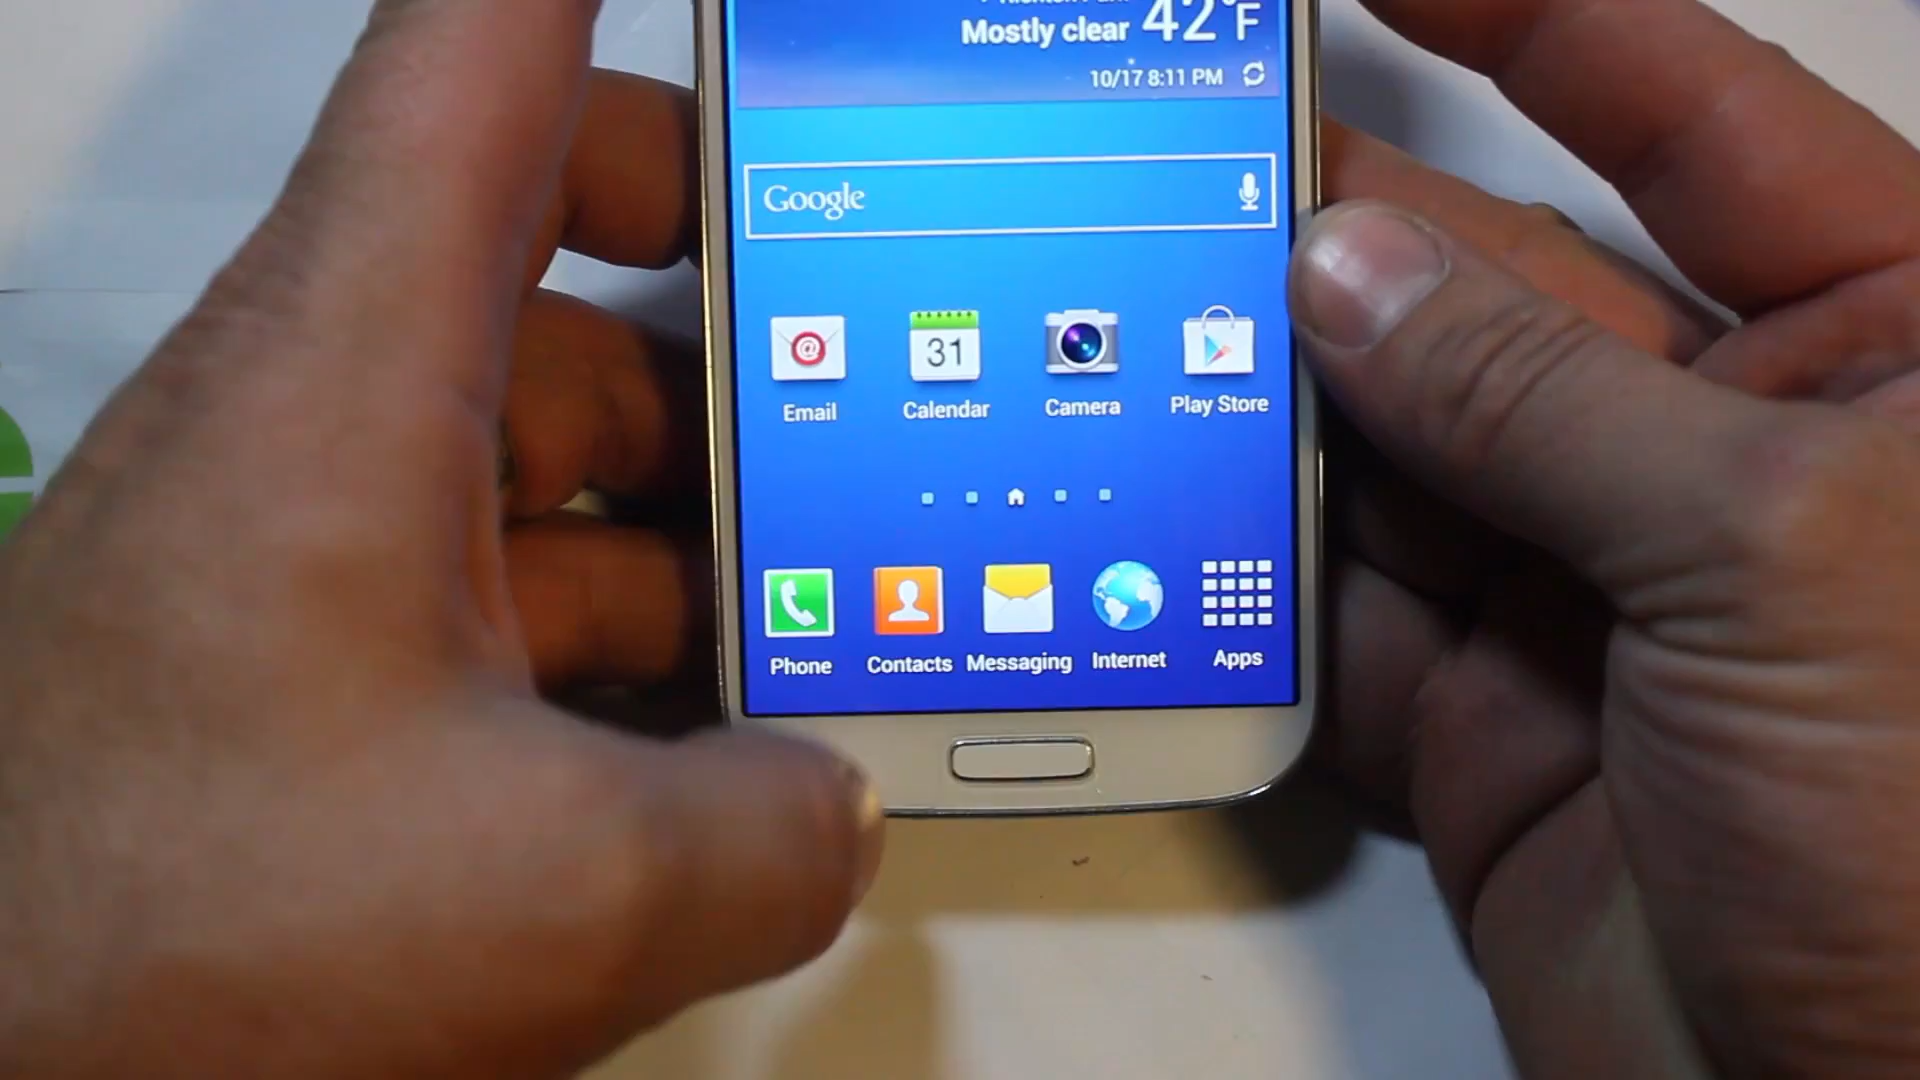 Mostly clear 42°F
10/17 8:11 PM
Google
31
Email Calendar Camera Play Store
Phone Contacts Messaging Internet Apps